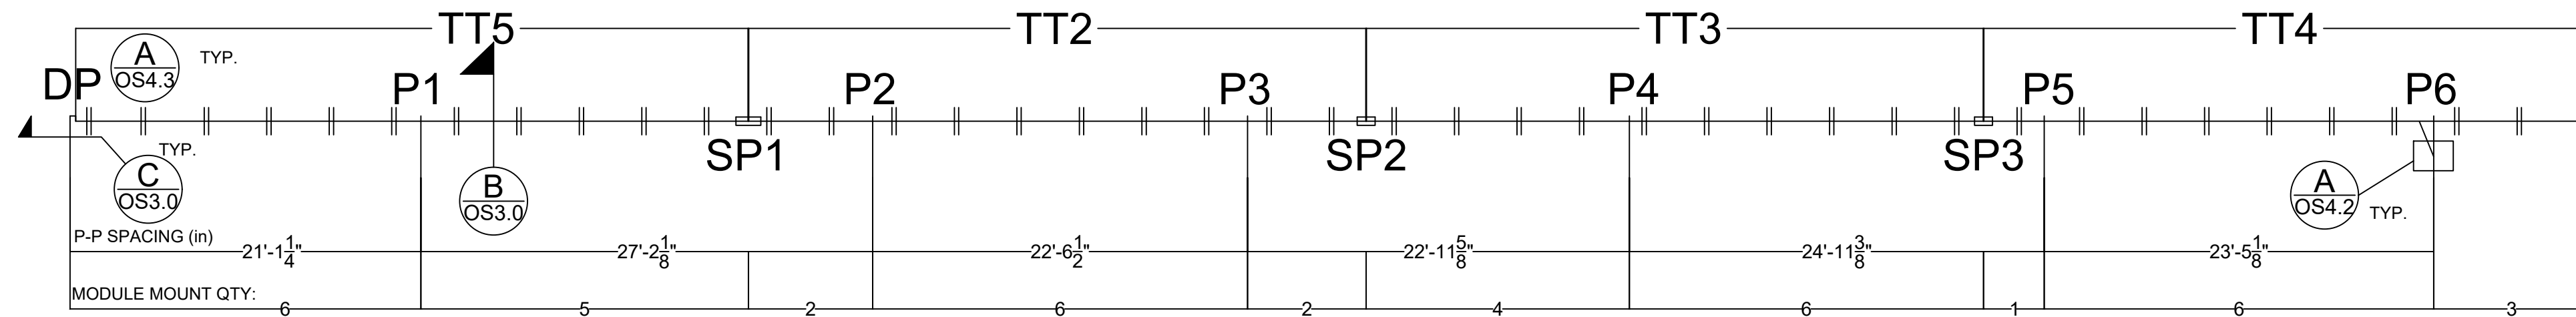 TT5 TT2 TT3 TT4
A
OS4.3
TYP.
DP P1 P2 P3 P4 P5 P6
SP1 SP2 SP3
TYP.
C
OS3.0
B
OS3.0
A
OS4.2
TYP.
P-P SPACING (in)
21'-1 1/4" 27'-2 1/8" 22'-6 1/2" 22'-11 5/8" 24'-11 3/8" 23'-5 1/8"
MODULE MOUNT QTY:
6 5 2 6 2 4 6 1 6 3